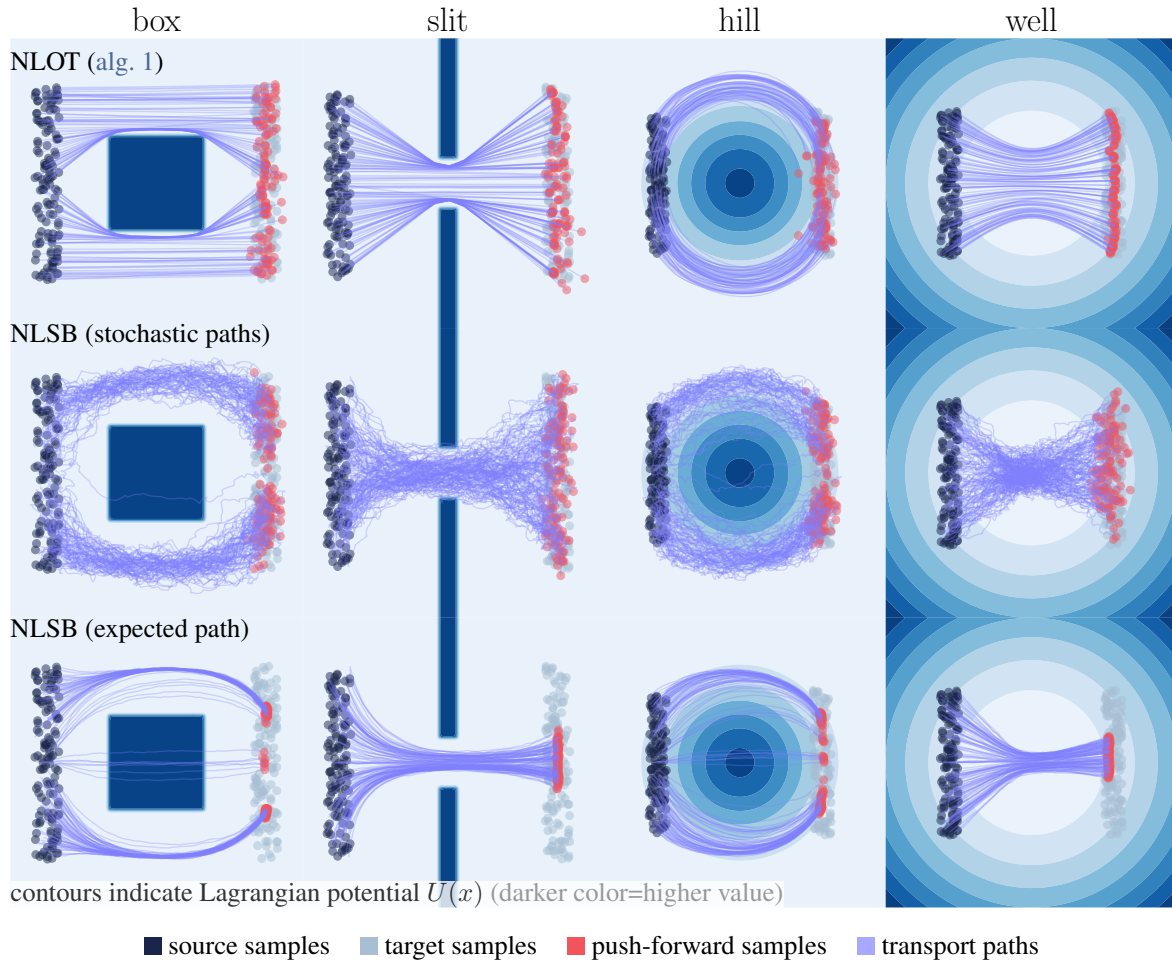 box slit hill well
NLOT (alg. 1)
NLSB (stochastic paths)
NLSB (expected path)
contours indicate Lagrangian potential U(x) (darker color=higher value)
source samples target samples push-forward samples transport paths